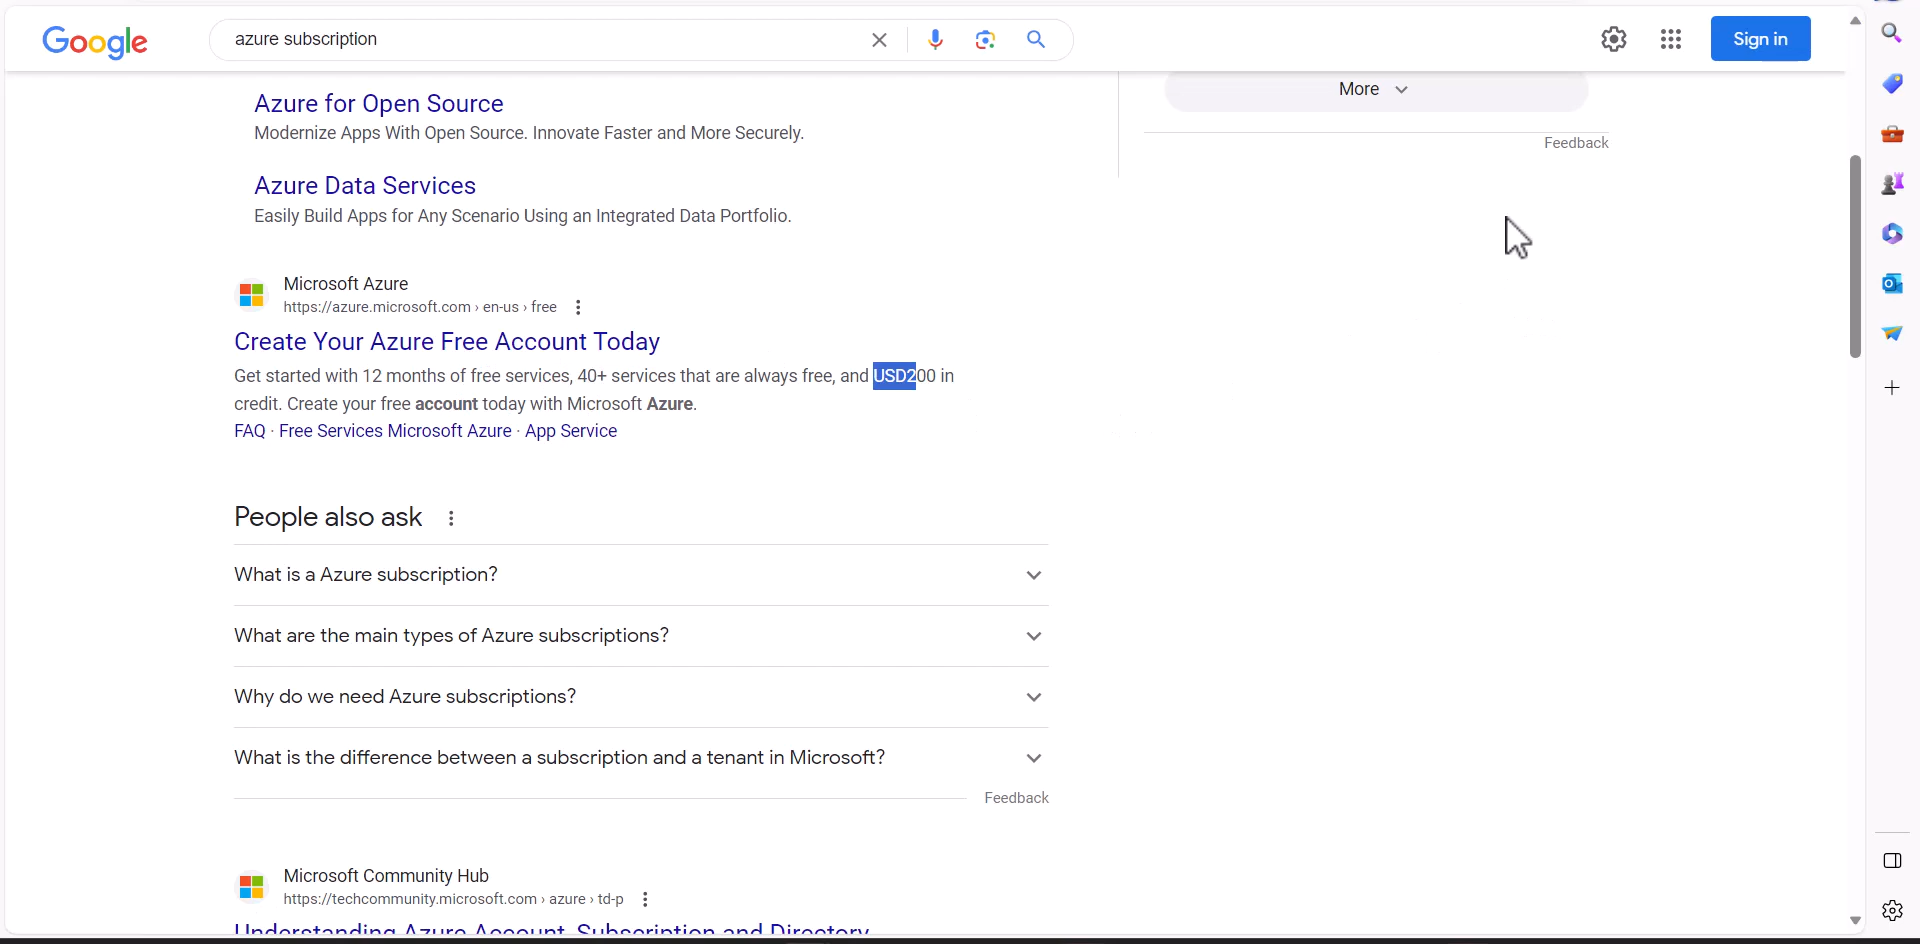 Google
azure subscription
Sign in
Azure for Open Source
Modernize Apps With Open Source. Innovate Faster and More Securely.
Azure Data Services
Easily Build Apps for Any Scenario Using an Integrated Data Portfolio.
More
Feedback
Microsoft Azure
https://azure.microsoft.com › en-us › free
Create Your Azure Free Account Today
Get started with 12 months of free services, 40+ services that are always free, and USD200 in
credit. Create your free account today with Microsoft Azure.
FAQ · Free Services Microsoft Azure · App Service
People also ask
What is a Azure subscription?
What are the main types of Azure subscriptions?
Why do we need Azure subscriptions?
What is the difference between a subscription and a tenant in Microsoft?
Feedback
Microsoft Community Hub
https://techcommunity.microsoft.com › azure › td-p
Understanding Azure Account, Subscription and Directory